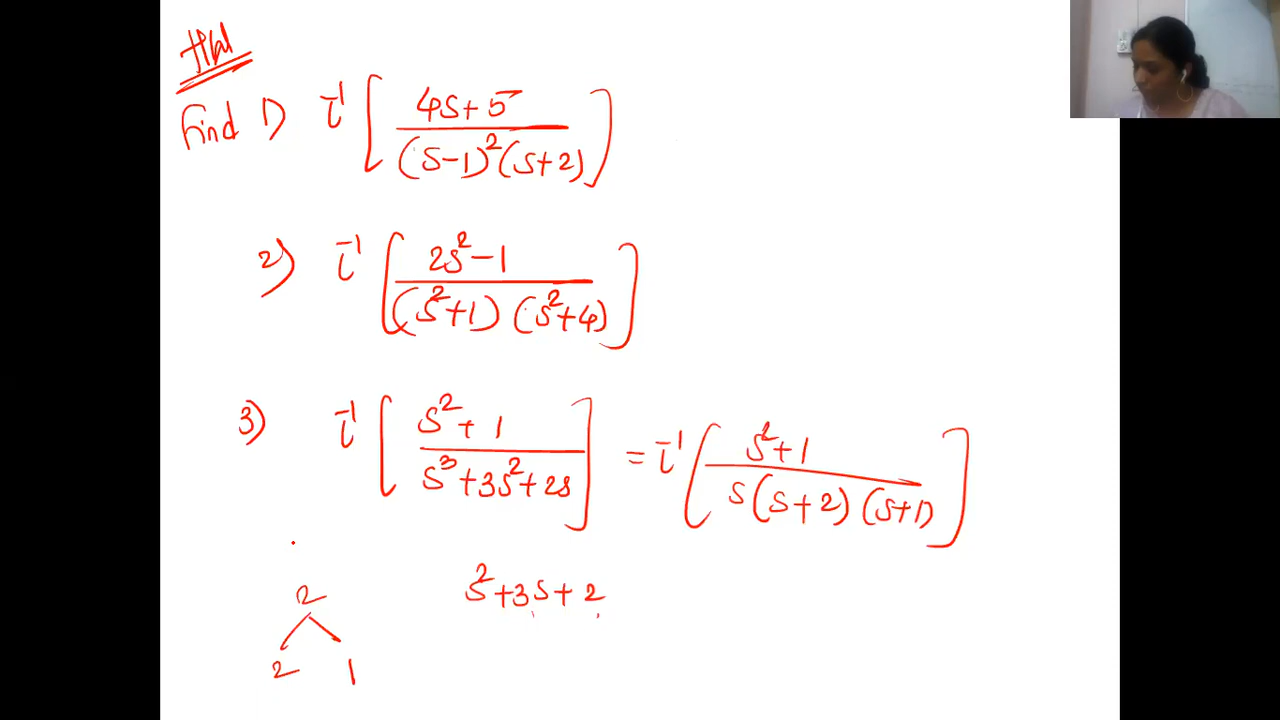 HW
Find 1) L⁻¹ [ (4s+5) / ((s-1)²(s+2)) ]
2) L⁻¹ [ (2s²-1) / ((s²+1)(s²+4)) ]
3) L⁻¹ [ (s²+1) / (s³+3s²+2s) ] = L⁻¹ [ (s²+1) / (s(s+2)(s+1)) ]
2 s²+3s+2
2 1